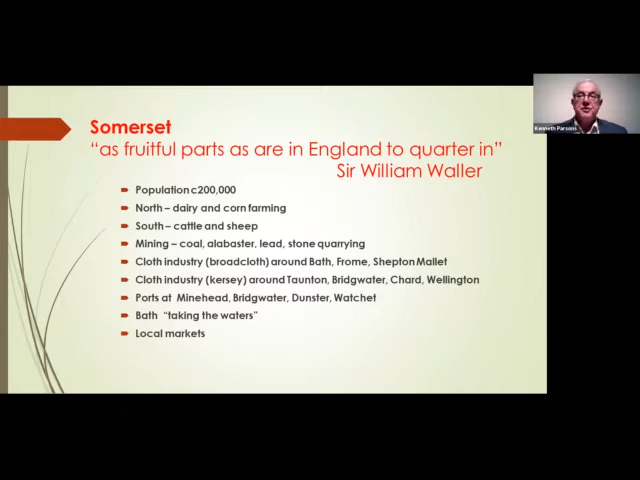 Somerset
“as fruitful parts as are in England to quarter in”
Sir William Waller
Population c200,000
North – dairy and corn farming
South – cattle and sheep
Mining – coal, alabaster, lead, stone quarrying
Cloth industry (broadcloth) around Bath, Frome, Shepton Mallet
Cloth industry (kersey) around Taunton, Bridgwater, Chard, Wellington
Ports at Minehead, Bridgwater, Dunster, Watchet
Bath “taking the waters”
Local markets
Kenneth Parsons